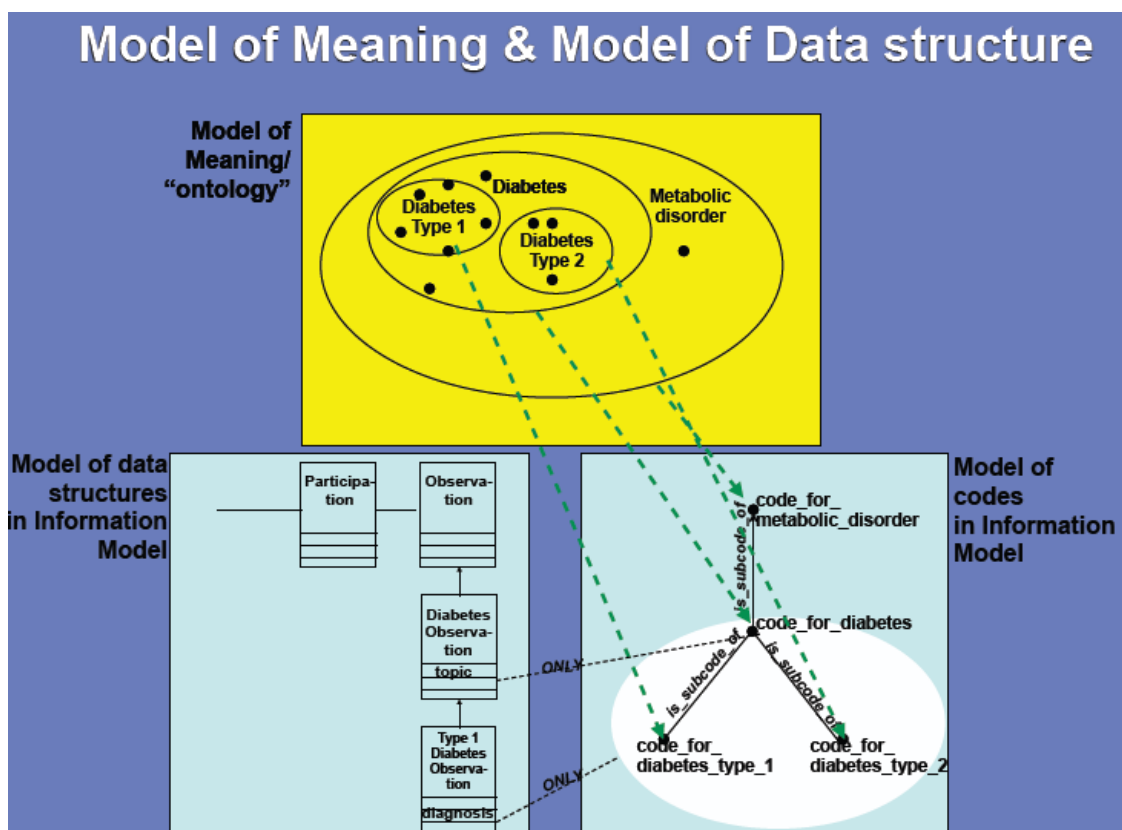 Model of Meaning & Model of Data structure
Model of
Meaning/
“ontology”
Diabetes
Metabolic
disorder
Diabetes
Type 1
Diabetes
Type 2
Model of data
structures
in Information
Model
Participa-
tion
Observa-
tion
Diabetes
Observa-
tion
topic
Type 1
Diabetes
Observa-
tion
diagnosis
ONLY
ONLY
code_for_
metabolic_disorder
is_subcode_of
code_for_diabetes
is_subcode_of
is_subcode_of
code_for_
diabetes_type_1
code_for_
diabetes_type_2
Model of
codes
in Information
Model